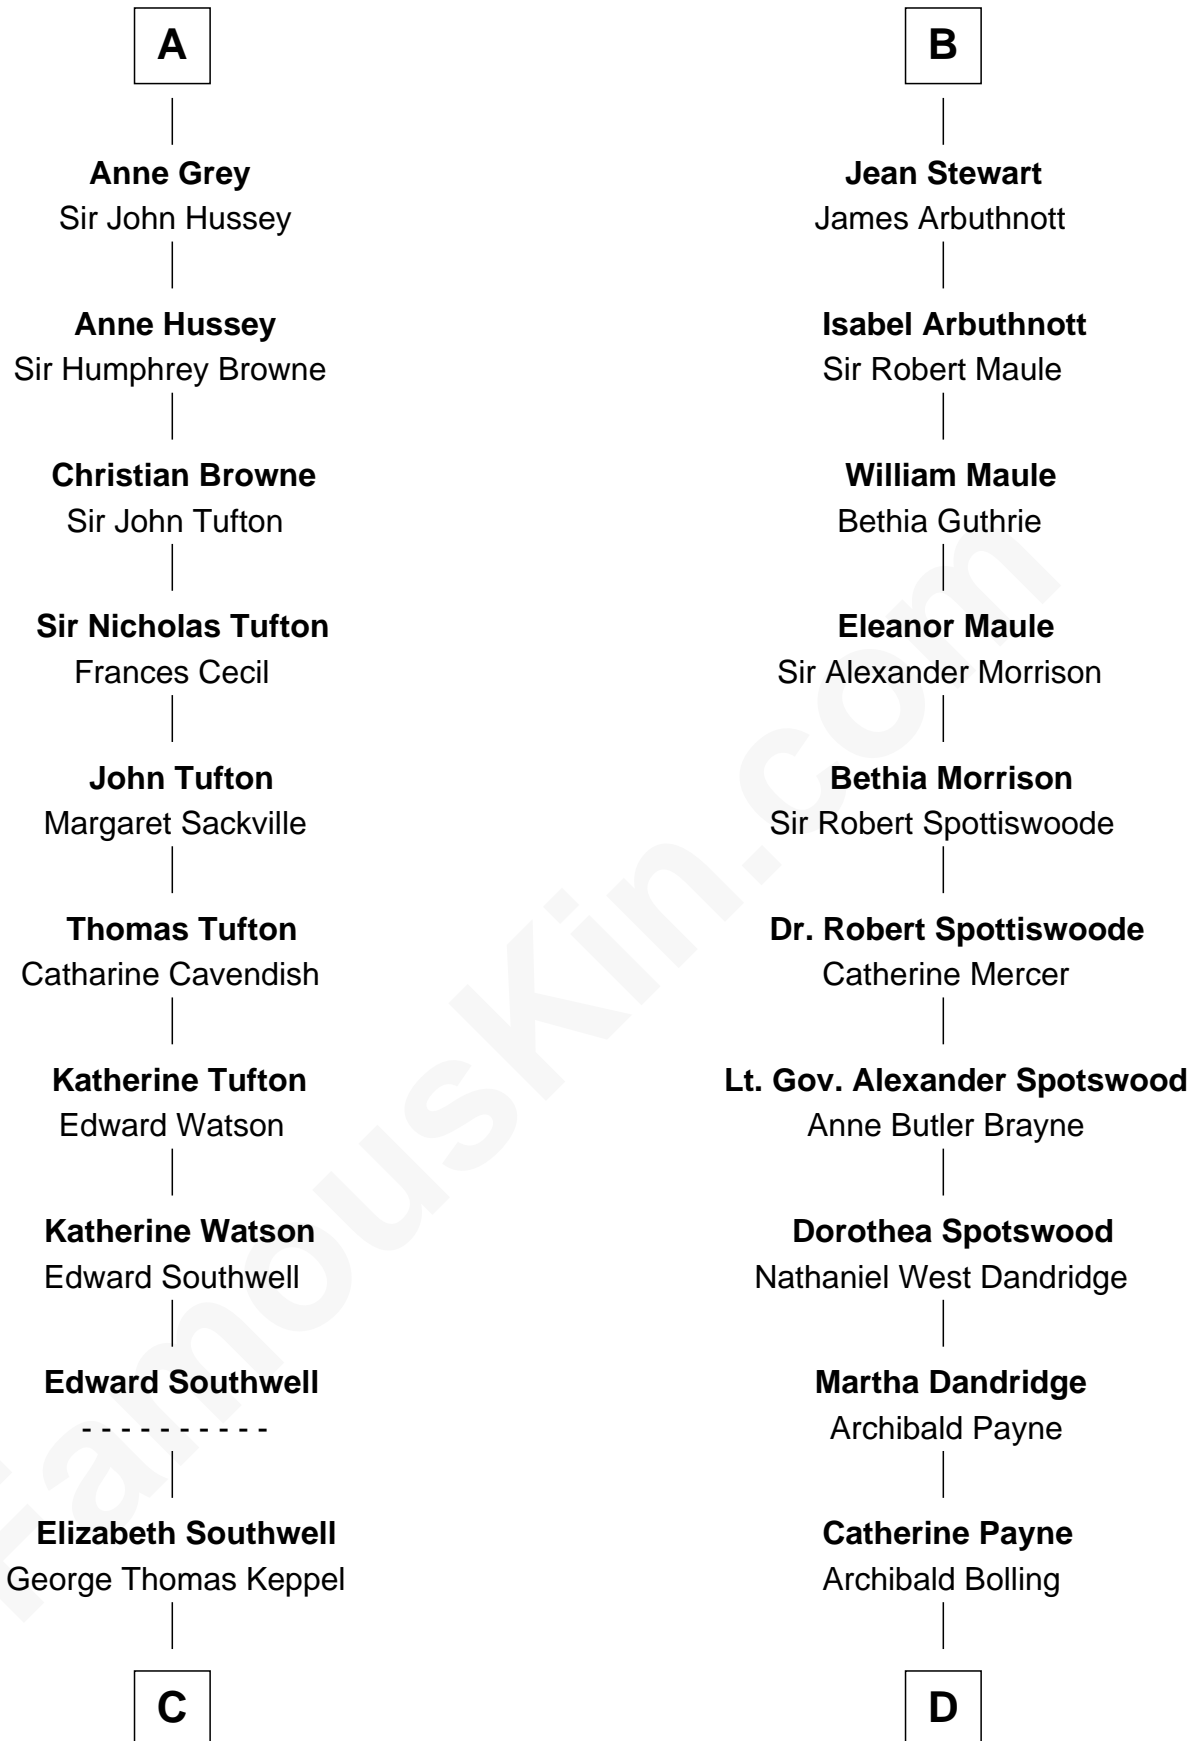 A
Anne Grey
Sir John Hussey
Anne Hussey
Sir Humphrey Browne
Christian Browne
Sir John Tufton
Sir Nicholas Tufton
Frances Cecil
John Tufton
Margaret Sackville
Thomas Tufton
Catharine Cavendish
Katherine Tufton
Edward Watson
Katherine Watson
Edward Southwell
Edward Southwell
- - - - - - - - - -
Elizabeth Southwell
George Thomas Keppel
C
B
Jean Stewart
James Arbuthnott
Isabel Arbuthnott
Sir Robert Maule
William Maule
Bethia Guthrie
Eleanor Maule
Sir Alexander Morrison
Bethia Morrison
Sir Robert Spottiswoode
Dr. Robert Spottiswoode
Catherine Mercer
Lt. Gov. Alexander Spotswood
Anne Butler Brayne
Dorothea Spotswood
Nathaniel West Dandridge
Martha Dandridge
Archibald Payne
Catherine Payne
Archibald Bolling
D
FamousKin.com